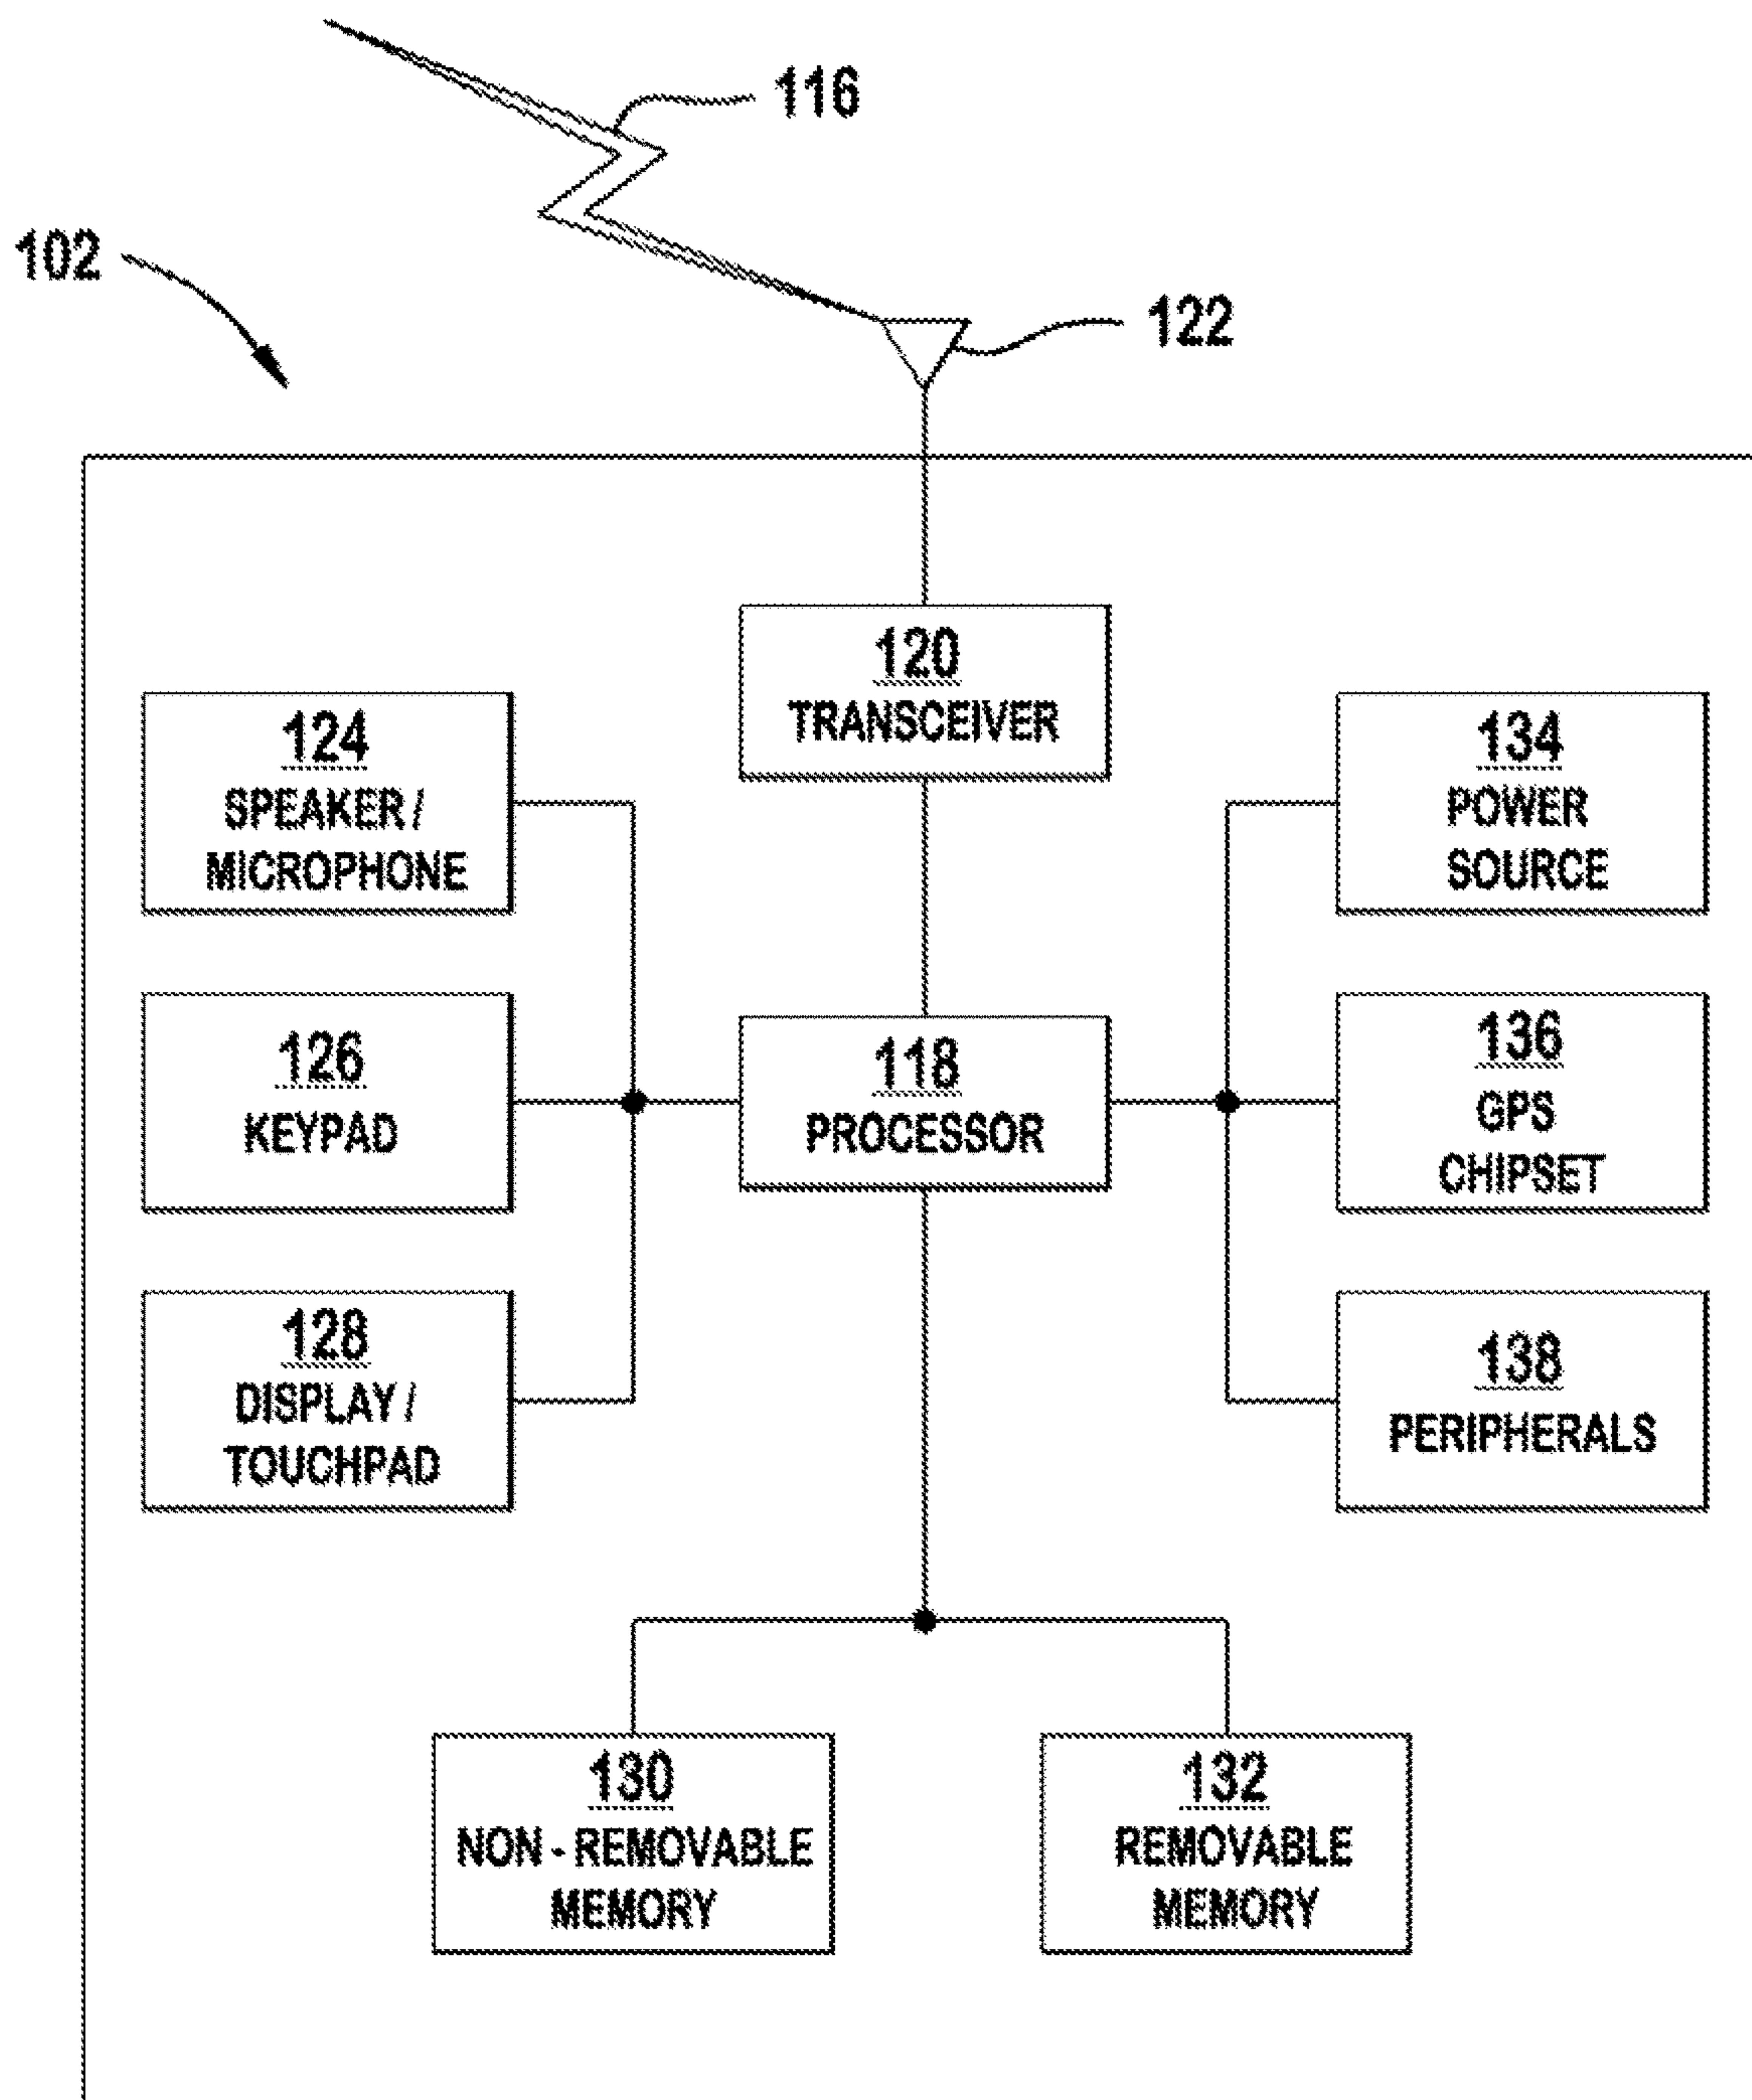 116
102
122
120
TRANSCEIVER
124
SPEAKER /
MICROPHONE
134
POWER
SOURCE
126
KEYPAD
118
PROCESSOR
136
GPS
CHIPSET
128
DISPLAY /
TOUCHPAD
138
PERIPHERALS
130
NON - REMOVABLE
MEMORY
132
REMOVABLE
MEMORY